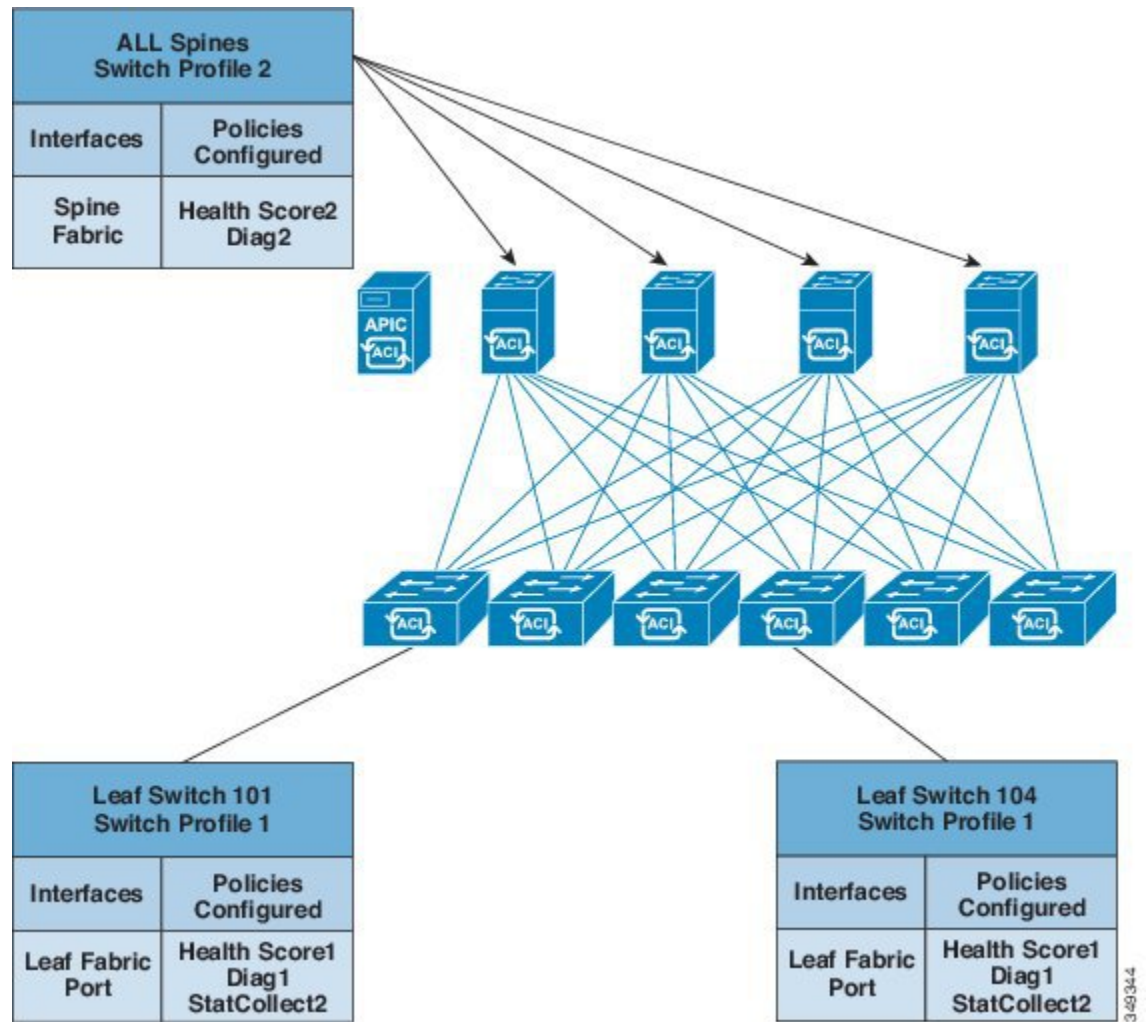 ALL Spines
Switch Profile 2
Interfaces
Policies
Configured
Spine
Fabric
Health Score2
Diag2
APIC
ACI
ACI
ACI
ACI
ACI
ACI
ACI
ACI
ACI
ACI
ACI
Leaf Switch 101
Switch Profile 1
Interfaces
Policies
Configured
Leaf Fabric
Port
Health Score1
Diag1
StatCollect2
Leaf Switch 104
Switch Profile 1
Interfaces
Policies
Configured
Leaf Fabric
Port
Health Score1
Diag1
StatCollect2
349344